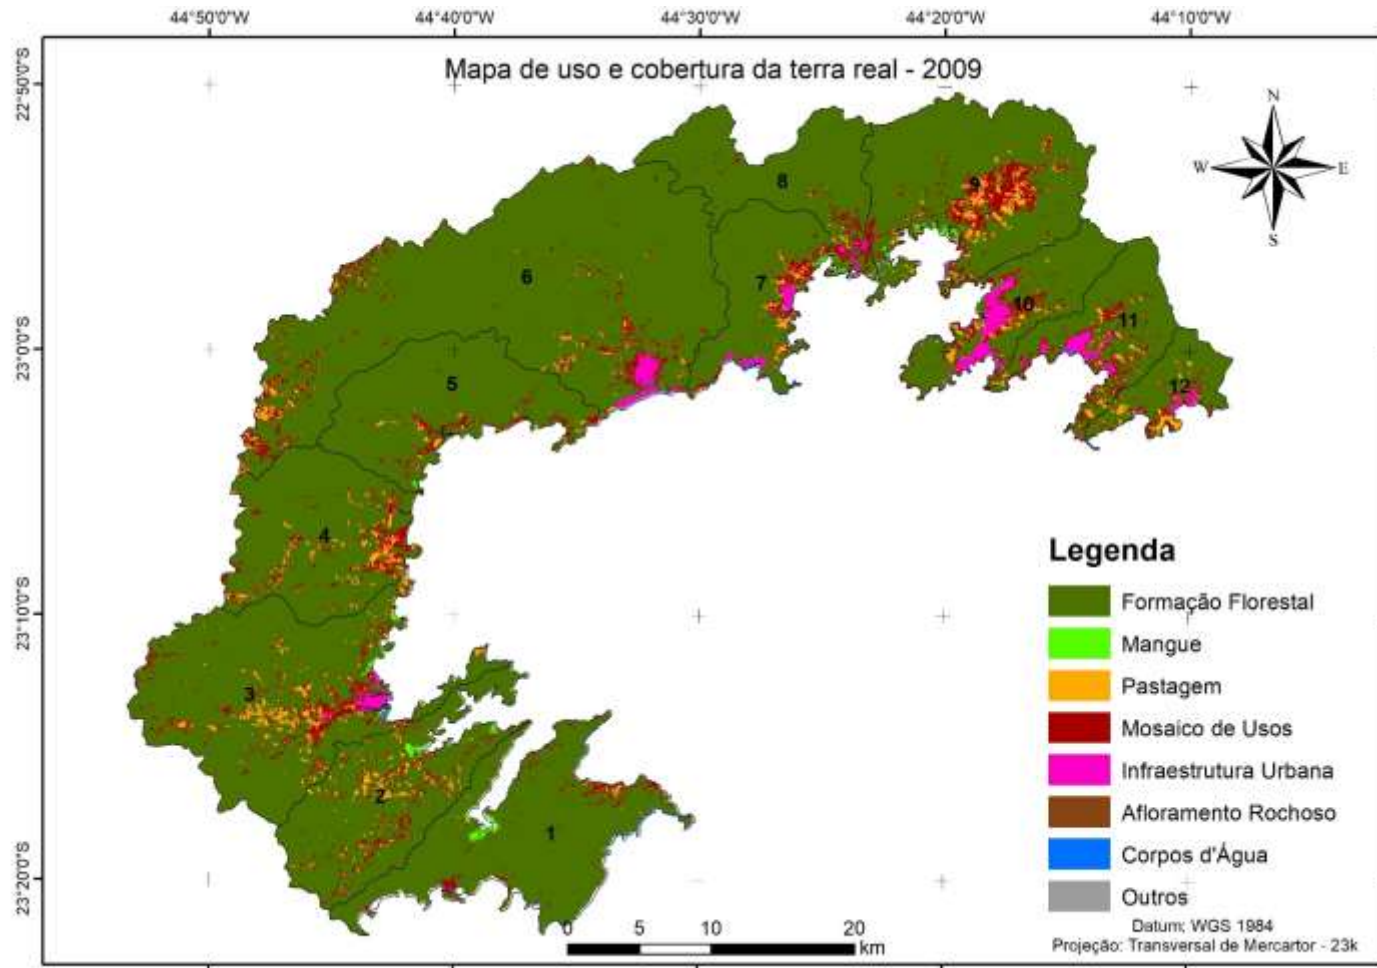 44°50'0"W 44°40'0"W 44°30'0"W 44°20'0"W 44°10'0"W
Mapa de uso e cobertura da terra real - 2009
22°50'0"S
23°0'0"S
23°10'0"S
23°20'0"S
N
W E
S
8
9
6
7
10
11
5
12
4
3
2
1
Legenda
Formação Florestal
Mangue
Pastagem
Mosaico de Usos
Infraestrutura Urbana
Afloramento Rochoso
Corpos d'Água
Outros
0 5 10 20
km
Datum: WGS 1984
Projeção: Transversal de Mercartor - 23k